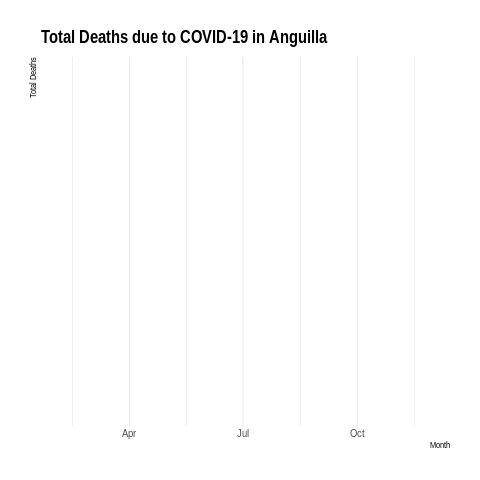 Total Deaths due to COVID-19 in Anguilla
Total Deaths
Apr
Jul
Oct
Month